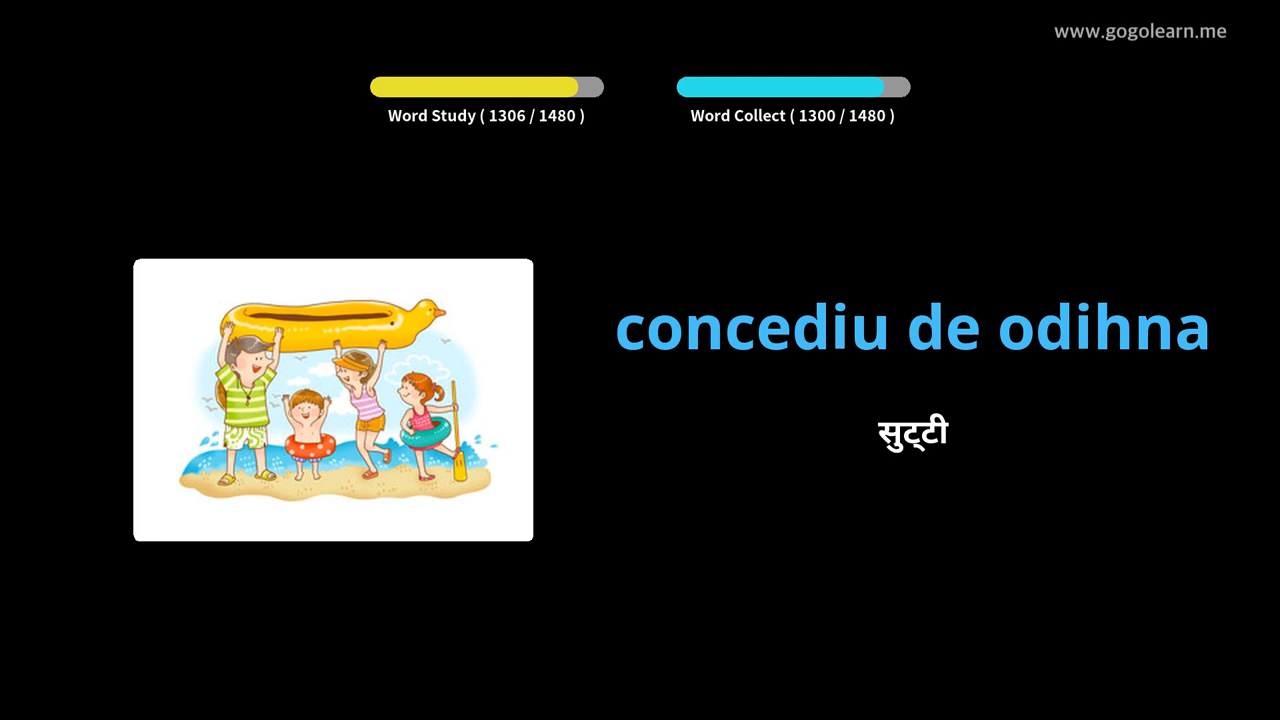 www.gogolearn.me
Word Study ( 1306 / 1480 )
Word Collect ( 1300 / 1480 )
concediu de odihna
सुट्टी